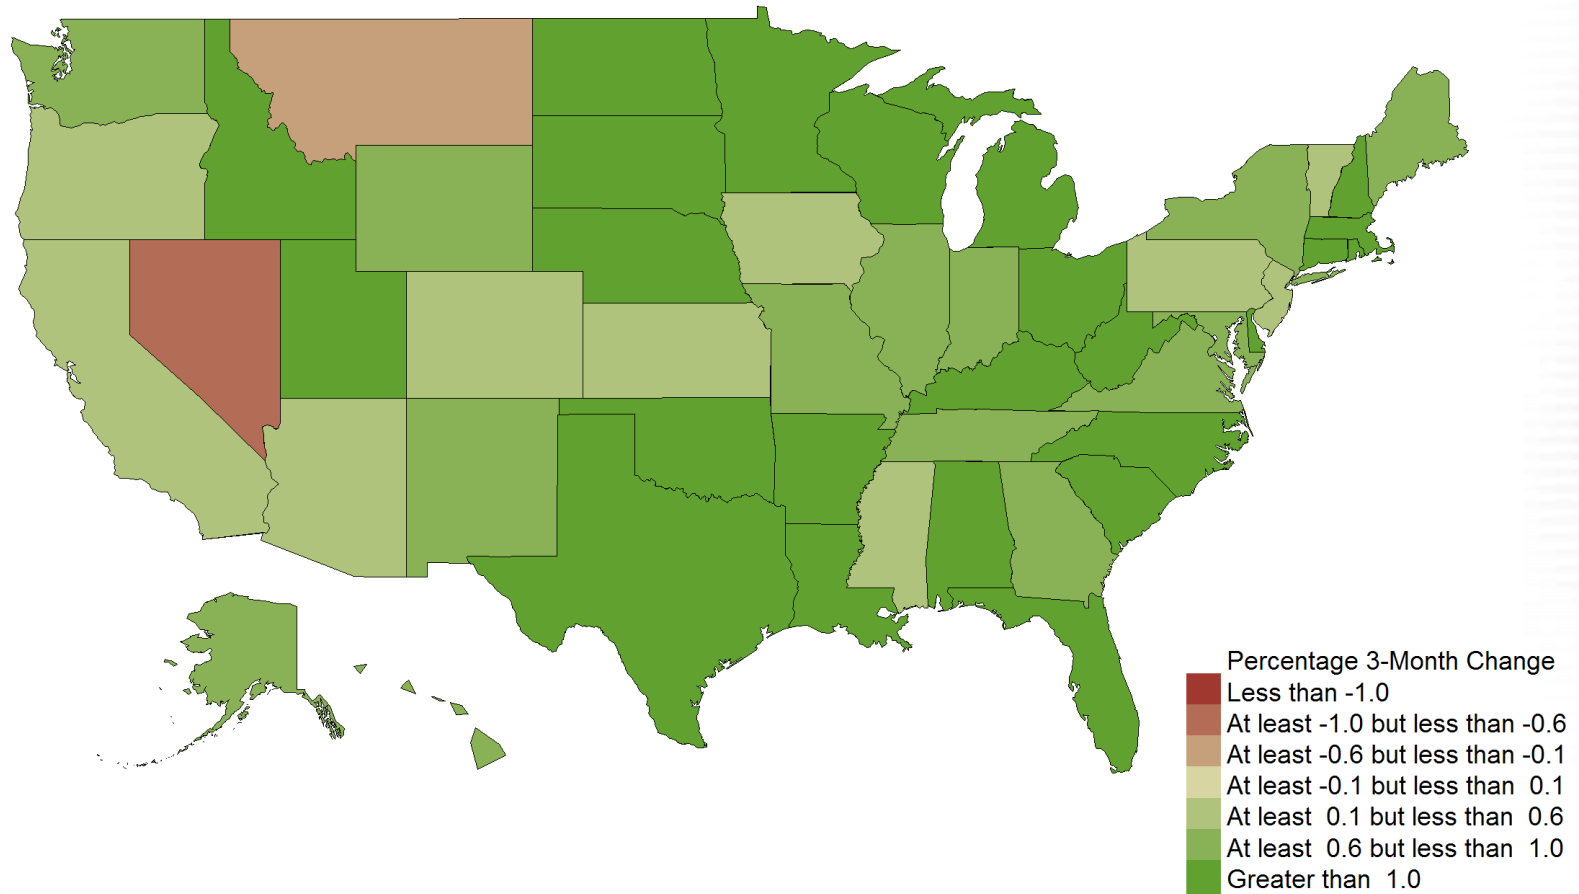 Percentage 3-Month Change
Less than -1.0
At least -1.0 but less than -0.6
At least -0.6 but less than -0.1
At least -0.1 but less than 0.1
At least 0.1 but less than 0.6
At least 0.6 but less than 1.0
Greater than 1.0